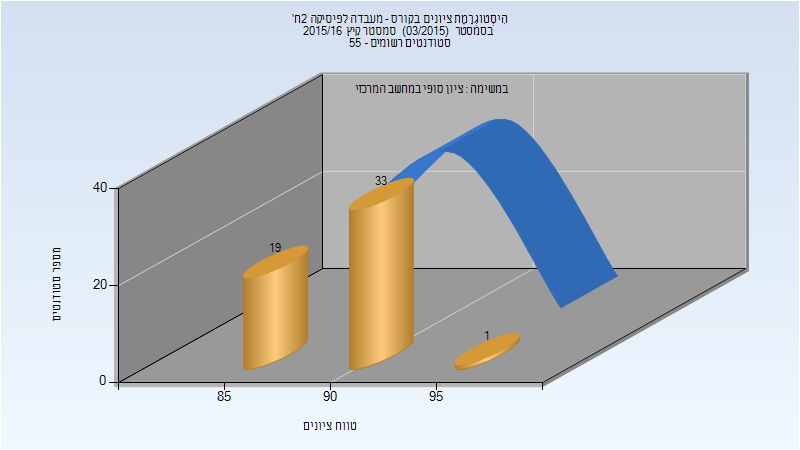 היסטוגרמת ציונים בקורס - מעבדה לפיסיקה 2ח'
בסמסטר (03/2015) סמסטר קיץ 2015/16
סטודנטים רשומים - 55
במשימה : ציון סופי במחשב המרכזי
33
40
19
מספר סטודנטים
20
1
0
85 90 95
טווח ציונים